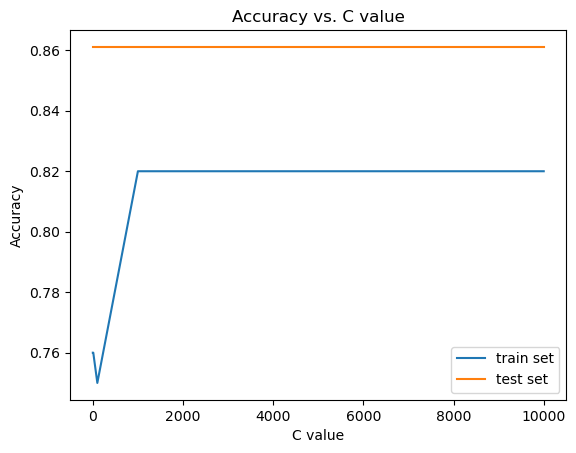 Accuracy vs. C value
0.86
0.84
0.82
0.80
0.78
0.76
Accuracy
0
2000
4000
6000
8000
10000
C value
train set
test set